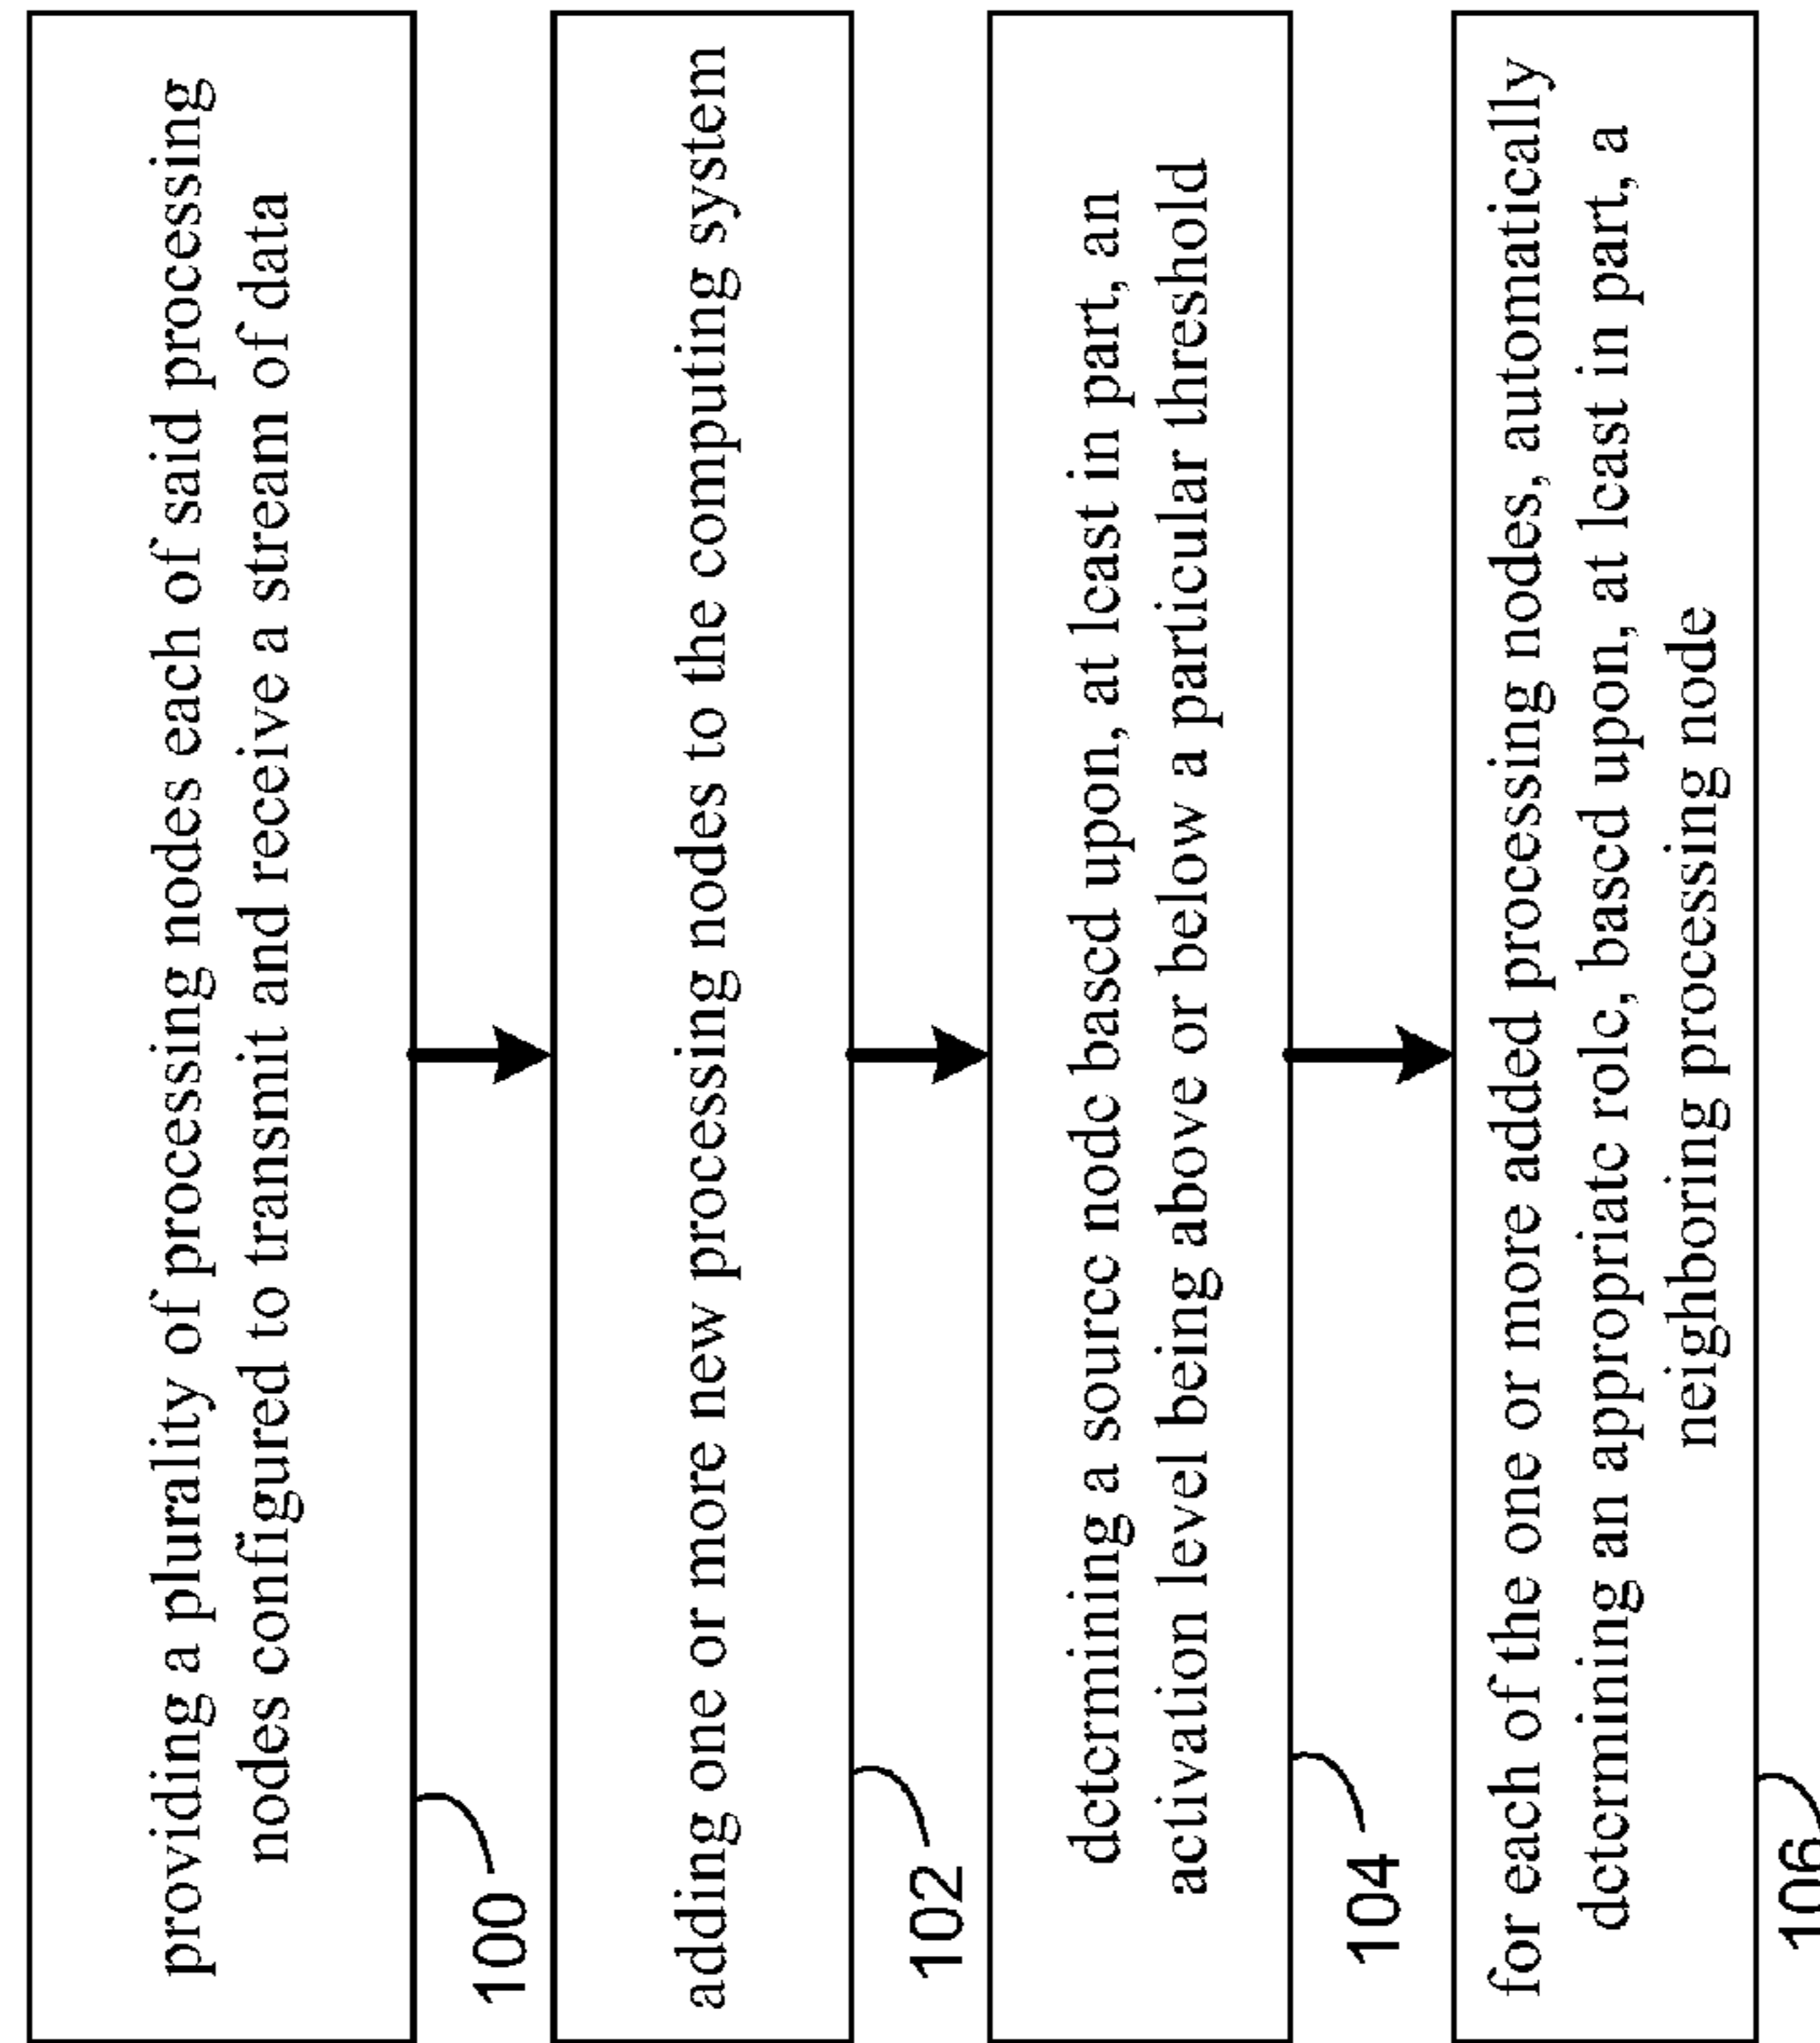 providing a plurality of processing nodes each of said processing
nodes configured to transmit and receive a stream of data
100
adding one or more new processing nodes to the computing system
102
determining a source node based upon, at least in part, an
activation level being above or below a particular threshold
104
for each of the one or more added processing nodes, automatically
determining an appropriate role, based upon, at least in part, a
neighboring processing node
106